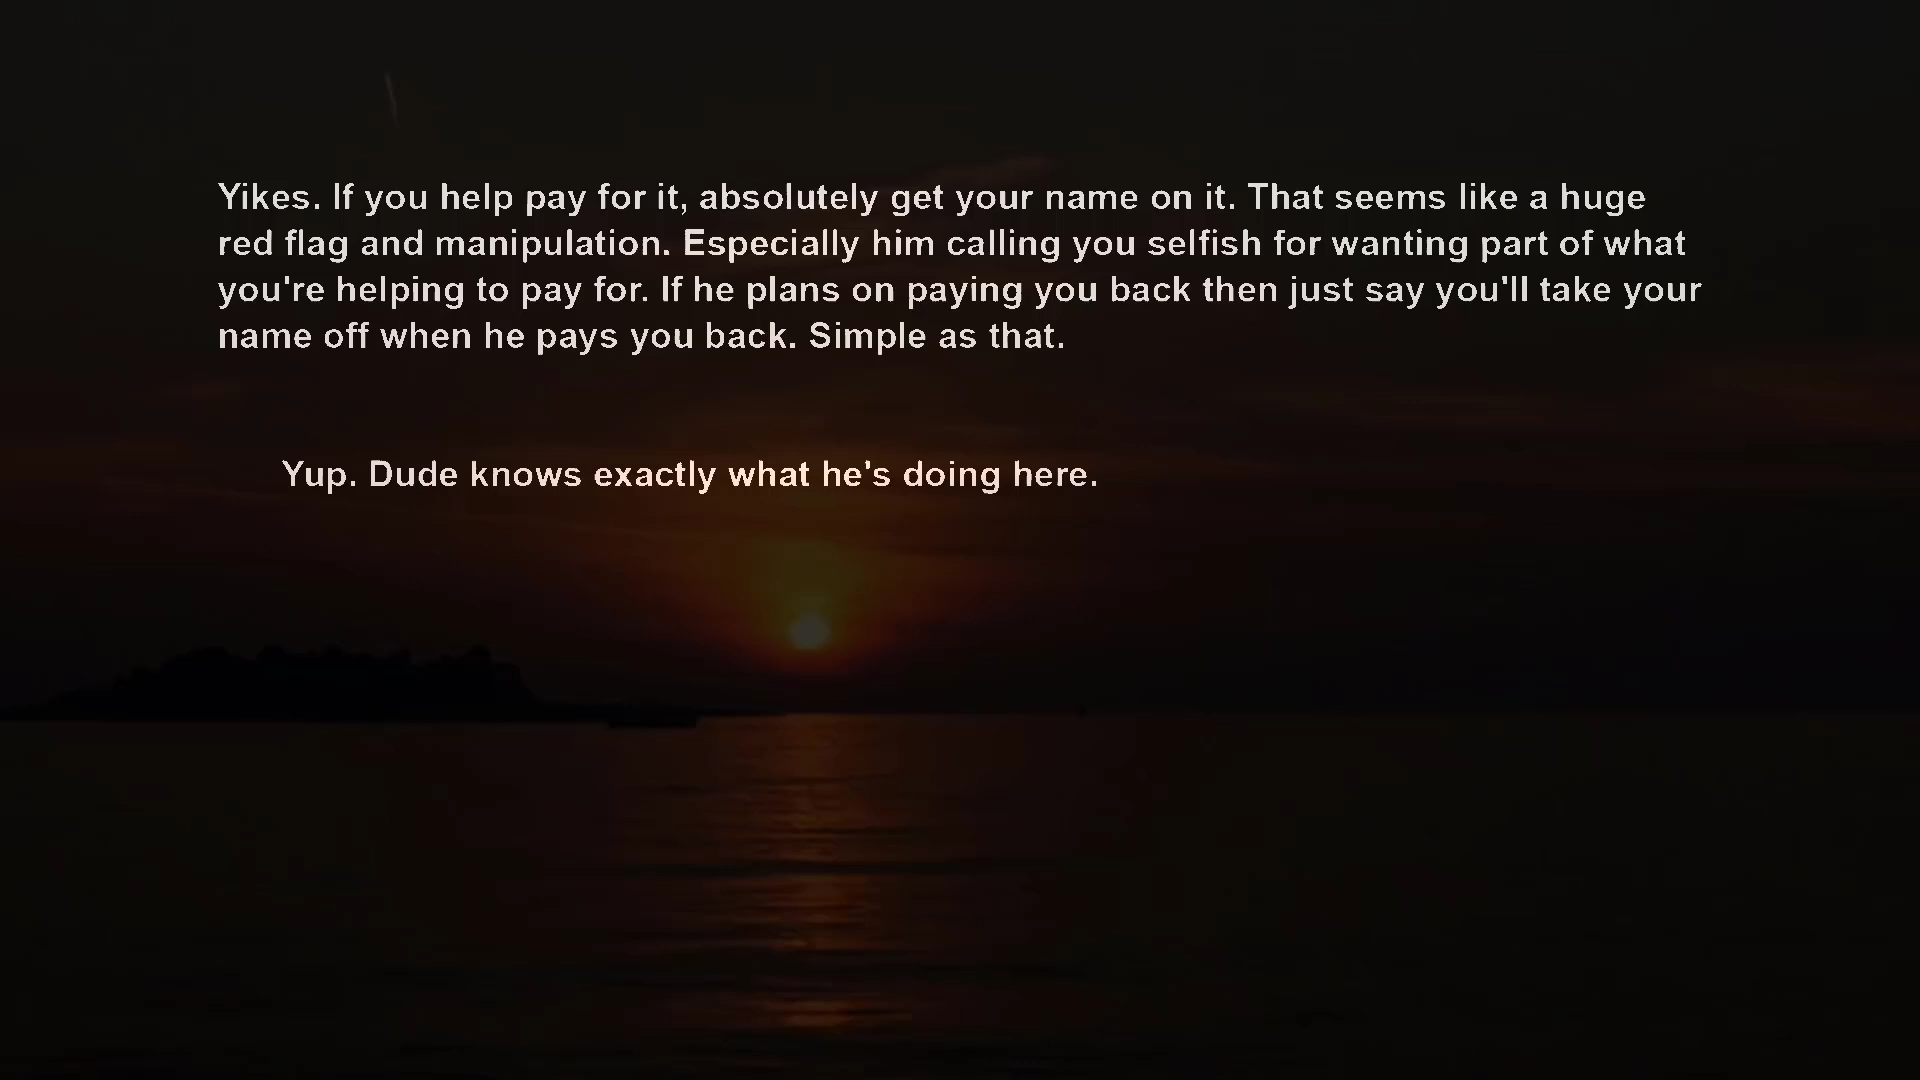 Yikes. If you help pay for it, absolutely get your name on it. That seems like a huge
red flag and manipulation. Especially him calling you selfish for wanting part of what
you're helping to pay for. If he plans on paying you back then just say you'll take your
name off when he pays you back. Simple as that.
Yup. Dude knows exactly what he's doing here.